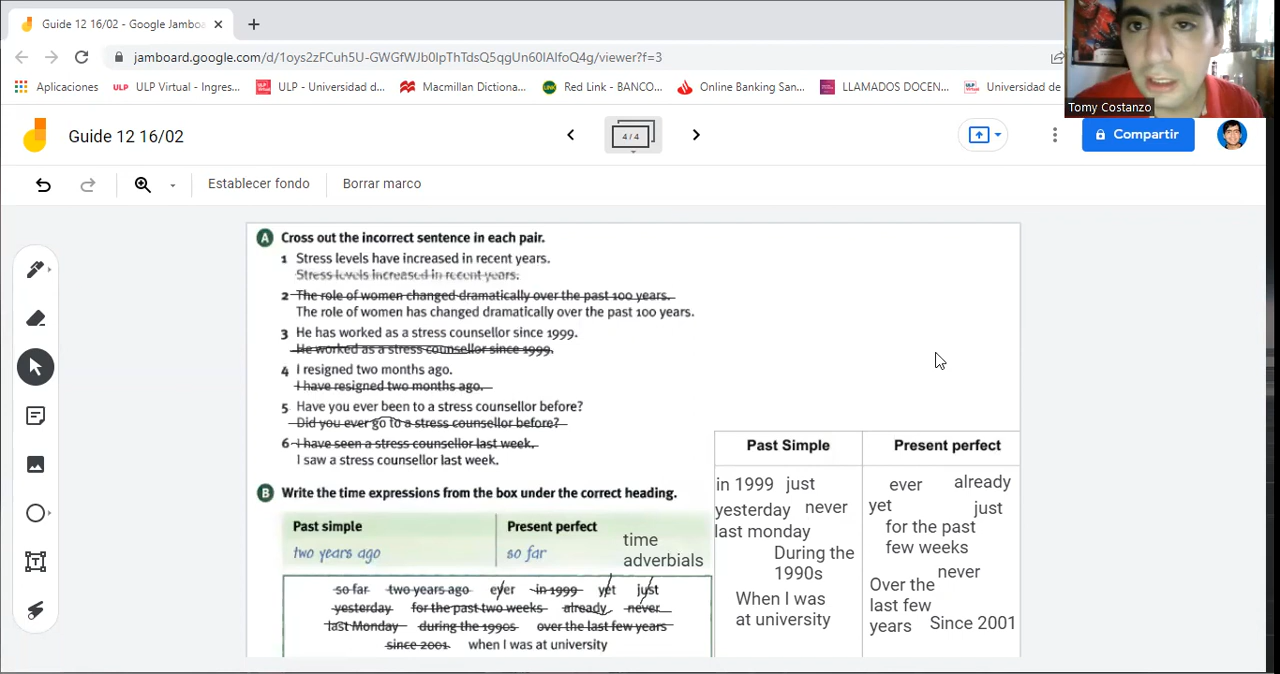 Guide 12 16/02 - Google Jambo
jamboard.google.com/d/1oys2zFCuh5U-GWGfWJb0IpThTdsQ5qgUn60IAlfoQ4g/viewer?f=3
Aplicaciones
ULP Virtual - Ingres...
ULP - Universidad d...
Macmillan Dictiona...
Red Link - BANCO...
Online Banking San...
LLAMADOS DOCEN...
Universidad de
Tomy Costanzo
Guide 12 16/02
4/4
Compartir
Establecer fondo
Borrar marco
A Cross out the incorrect sentence in each pair.
1 Stress levels have increased in recent years.
Stress levels increased in recent years.
2 The role of women changed dramatically over the past 100 years.
The role of women has changed dramatically over the past 100 years.
3 He has worked as a stress counsellor since 1999.
He worked as a stress counsellor since 1999.
4 I resigned two months ago.
I have resigned two months ago.
5 Have you ever been to a stress counsellor before?
Did you ever go to a stress counsellor before?
6 I have seen a stress counsellor last week.
I saw a stress counsellor last week.
B Write the time expressions from the box under the correct heading.
Past simple
Present perfect
two years ago
so far
time
adverbials
so far two years ago ever in 1999 yet just
yesterday for the past two weeks already never
last Monday during the 1990s over the last few years
since 2001 when I was at university
Past Simple
Present perfect
in 1999 just
yesterday never
last monday
During the
1990s
When I was
at university
ever already
yet just
for the past
few weeks
never
Over the
last few
years
Since 2001